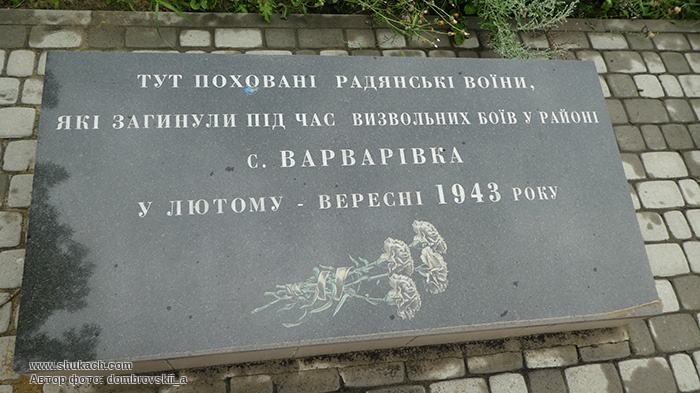 ТУТ ПОХОВАНІ РАДЯНСЬКІ ВОЇНИ,
ЯКІ ЗАГИНУЛИ ПІД ЧАС ВИЗВОЛЬНИХ БОЇВ У РАЙОНІ
С. ВАРВАРІВКА
У ЛЮТОМУ - ВЕРЕСНІ 1943 РОКУ
www.shukach.com
Автор фото: dombrovskii_a